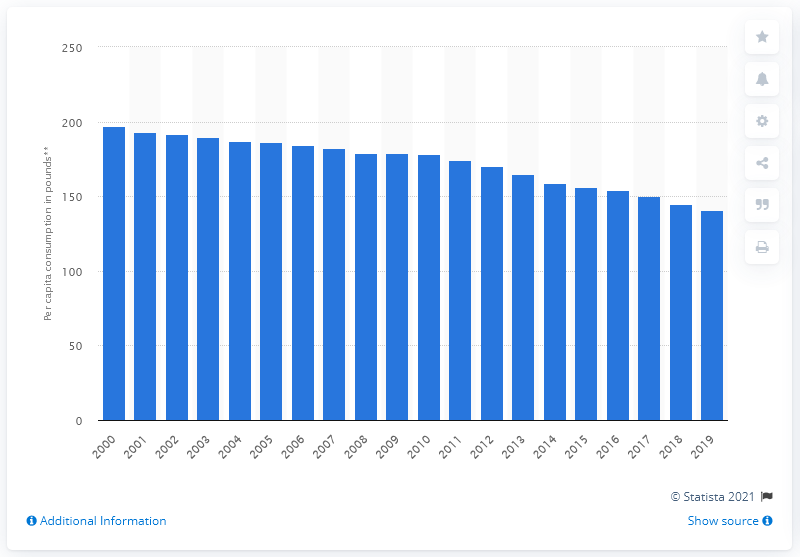 250
200
150
100
50
0
Per capita consumption in pounds**
2000 2001 2002 2003 2004 2005 2006 2007 2008 2009 2010 2011 2012 2013 2014 2015 2016 2017 2018 2019
© Statista 2021
Additional Information
Show source